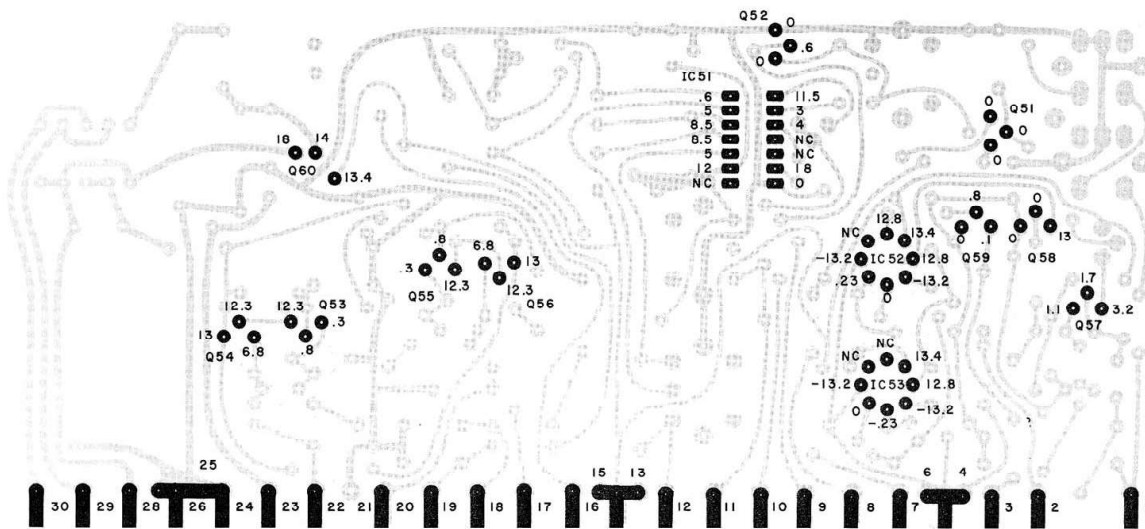 Q52 0
.6
0
IC51
.6 11.5
5 3
8.5 4
8.5 NC
5 NC
12 18
NC 0
0 Q51
0
0
18 14
Q60
13.4
.8 0
0 .1 0 13
Q59 Q58
12.8
NC 13.4
-13.2 IC52 12.8
.23 -13.2
0
.8 6.8 13
.3 12.3
Q55 12.3 Q56
1.7
1.1 3.2
Q57
12.3 12.3 Q53
.3
13 6.8 .8
Q54
NC
NC 13.4
-13.2 IC53 12.8
0 -13.2
-.23
25 15 13 6 4
30 29 28 26 24 23 22 21 20 19 18 17 16 12 11 10 9 8 7 3 2